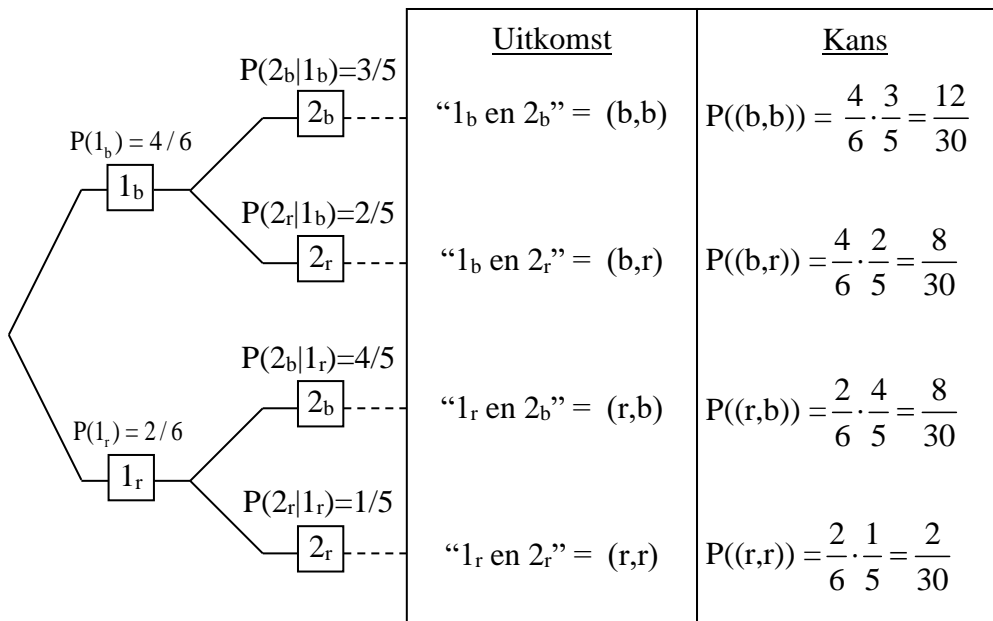 Uitkomst Kans
P(2b|1b)=3/5
2b “1b en 2b” = (b,b) P((b,b)) = 4/6 · 3/5 = 12/30
P(1b) = 4/6
1b
P(2r|1b)=2/5
2r “1b en 2r” = (b,r) P((b,r)) = 4/6 · 2/5 = 8/30
P(2b|1r)=4/5
2b “1r en 2b” = (r,b) P((r,b)) = 2/6 · 4/5 = 8/30
P(1r) = 2/6
1r
P(2r|1r)=1/5
2r “1r en 2r” = (r,r) P((r,r)) = 2/6 · 1/5 = 2/30